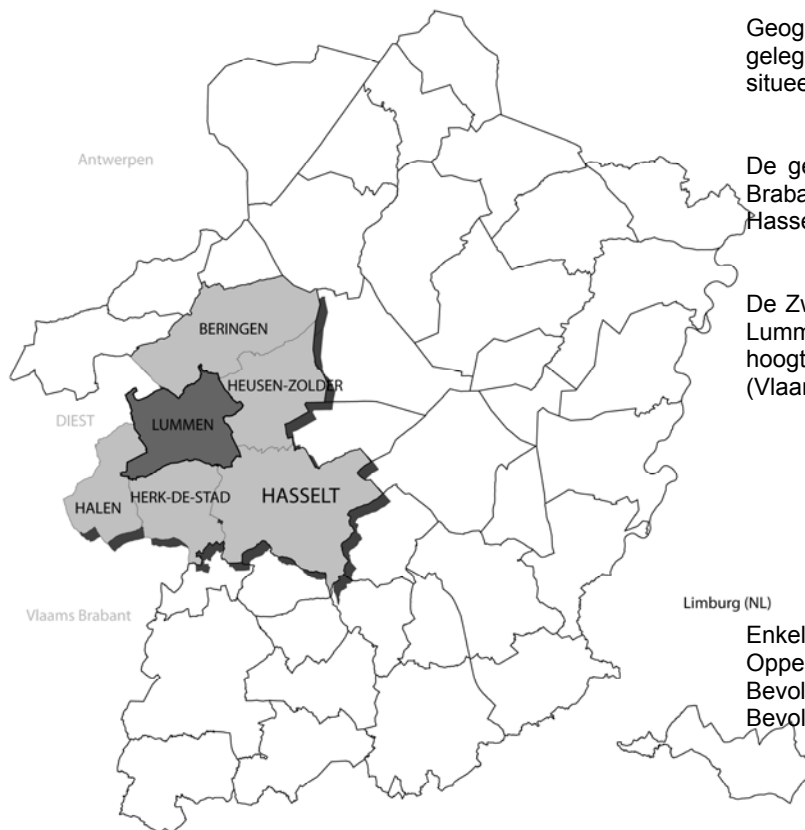 Antwerpen
BERINGEN
HEUSEN-ZOLDER
DIEST
LUMMEN
HALEN
HERK-DE-STAD
HASSELT
Vlaams Brabant
Limburg (NL)
Geog
geleg
situee
De ge
Braba
Hasse
De Zv
Lumm
hoogt
(Vlaar
Enkel
Oppe
Bevol
Bevol